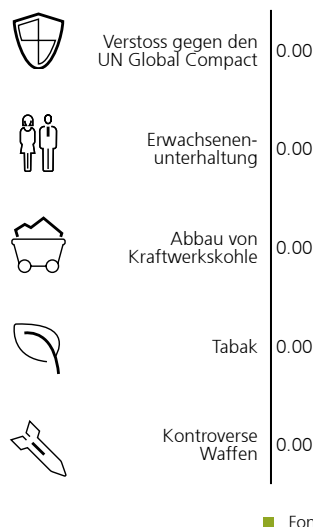 Verstoss gegen den
UN Global Compact
0.00
Erwachsenen-
unterhaltung
0.00
Abbau von
Kraftwerkskohle
0.00
Tabak
0.00
Kontroverse
Waffen
0.00